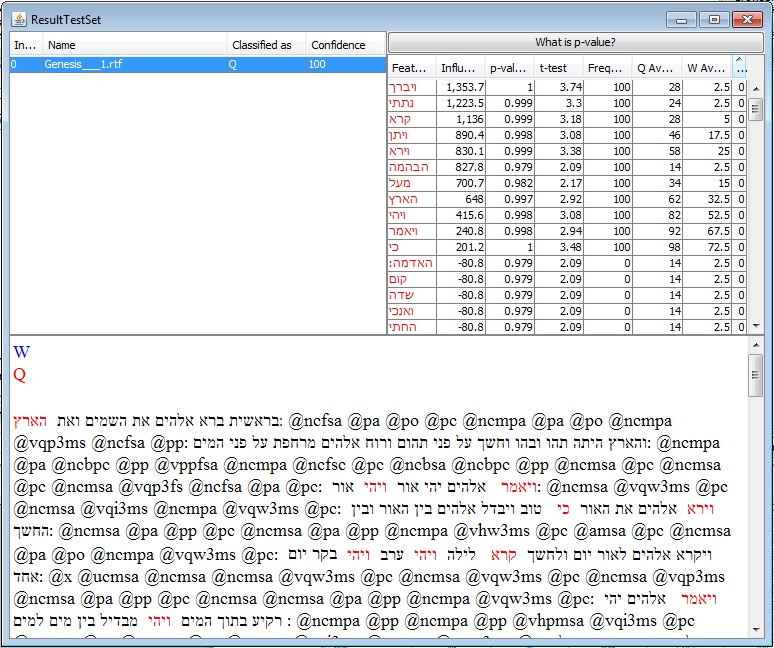 ResultTestSet
In... Name Classified as Confidence
0 Genesis___1.rtf Q 100
What is p-value?
Feat... Influ... p-val... t-test Freq... Q Av... W Av... ...
ויברך 1,353.7 1 3.74 100 28 2.5 0
נתתי 1,223.5 0.999 3.3 100 24 2.5 0
קרא 1,136 0.999 3.18 100 28 5 0
ויתן 890.4 0.998 3.08 100 46 17.5 0
וירא 830.1 0.999 3.38 100 58 25 0
הבהמה 827.8 0.979 2.09 100 14 2.5 0
מעל 700.7 0.982 2.17 100 34 15 0
הארץ 648 0.997 2.92 100 62 32.5 0
ויהי 415.6 0.998 3.08 100 82 52.5 0
ויאמר 240.8 0.998 2.94 100 92 67.5 0
כי 201.2 1 3.48 100 98 72.5 0
האדמה: -80.8 0.979 2.09 0 14 2.5 0
קום -80.8 0.979 2.09 0 14 2.5 0
שדה -80.8 0.979 2.09 0 14 2.5 0
ואנכי -80.8 0.979 2.09 0 14 2.5 0
החתי -80.8 0.979 2.09 0 14 2.5 0
W
Q
בראשית ברא אלהים את השמים ואת הארץ: @ncfsa @pa @po @pc @ncmpa @pa @po @ncmpa
@vqp3ms @ncfsa @pp: והארץ היתה תהו ובהו וחשך על פני תהום ורוח אלהים מרחפת על פני המים: @ncmpa
@pa @ncbpc @pp @vppfsa @ncmpa @ncfsc @pc @ncbsa @ncbpc @pp @ncmsa @pc @ncmsa
@pc @ncmsa @vqp3fs @ncfsa @pa @pc: ויאמר אלהים יהי אור ויהי אור: @ncmsa @vqw3ms @pc
@ncmsa @vqi3ms @ncmpa @vqw3ms @pc: וירא אלהים את האור כי טוב ויבדל אלהים בין האור ובין
החשך: @ncmsa @pa @pp @pc @ncmsa @pa @pp @ncmpa @vhw3ms @pc @amsa @pc @ncmsa
@pa @po @ncmpa @vqw3ms @pc: ויקרא אלהים לאור יום ולחשך קרא לילה ויהי ערב ויהי בקר יום
אחד: @x @ucmsa @ncmsa @ncmsa @vqw3ms @pc @ncmsa @vqw3ms @pc @ncmsa @vqp3ms
@ncmsa @pa @pp @pc @ncmsa @ncmsa @pa @pp @ncmpa @vqw3ms @pc: ויאמר אלהים יהי
רקיע בתוך המים ויהי מבדיל בין מים למים: @ncmpa @pp @ncmpa @pp @vhpmsa @vqi3ms @pc